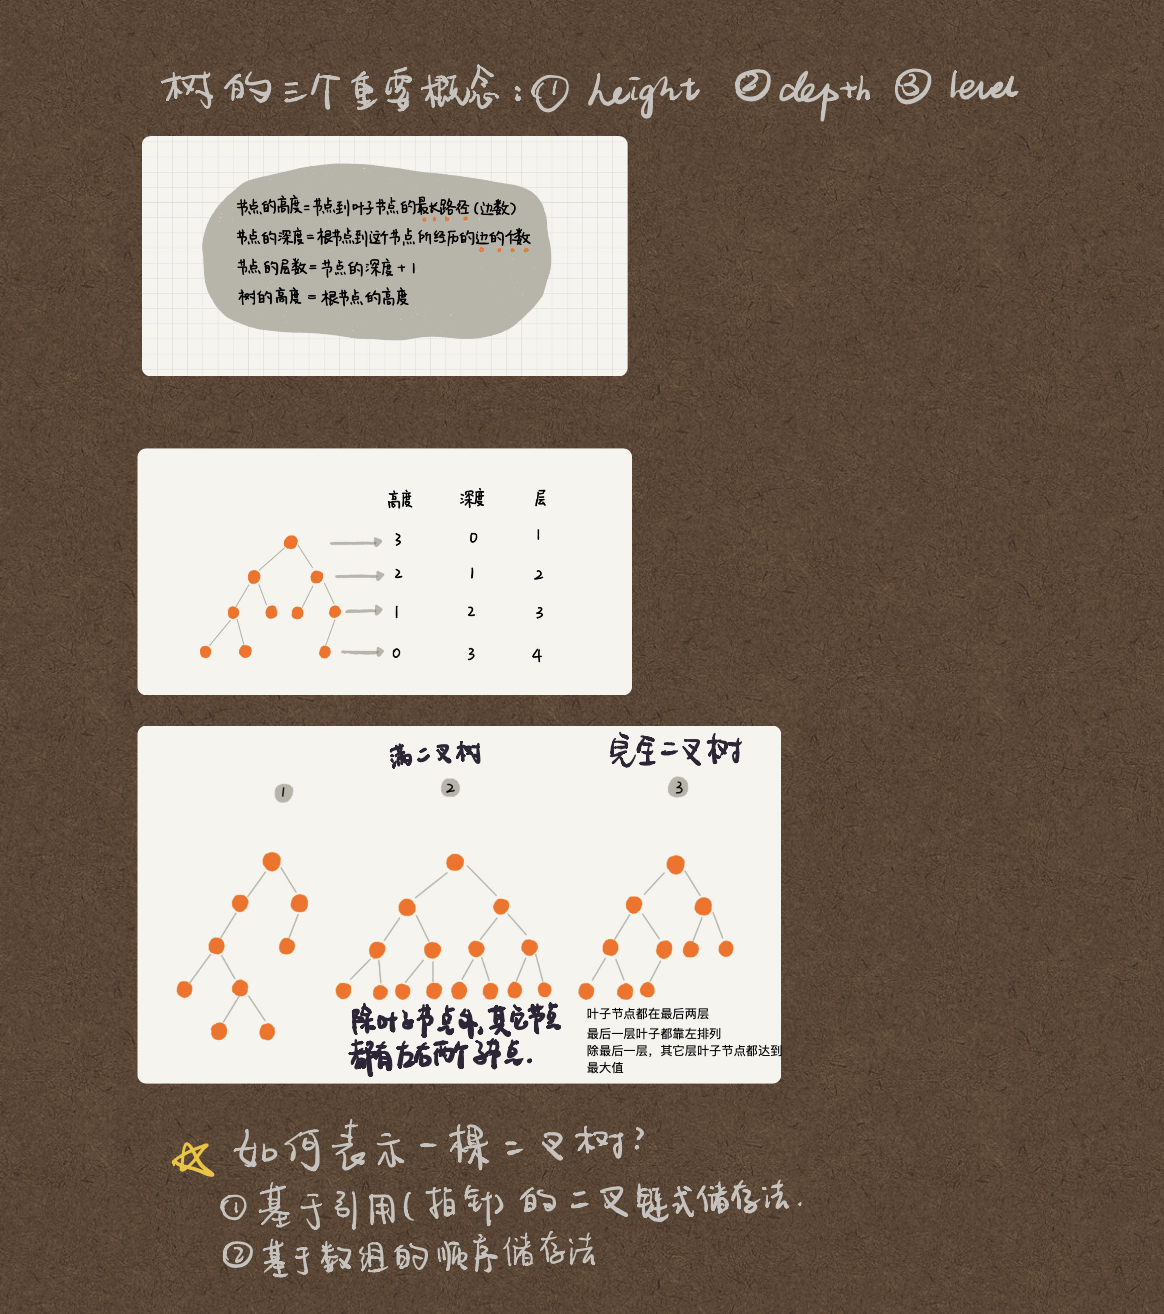 树的三个重要概念:① height ② depth ③ level
节点的高度=节点到叶子节点的最长路径(边数)
节点的深度=根节点到这个节点所经历的边的个数
节点的层数=节点的深度+1
树的高度=根节点的高度
高度 深度 层
3 0 1
2 1 2
1 2 3
0 3 4
满二叉树 完全二叉树
1 2 3
除叶子节点外,其它节点
都有左右两个子节点.
叶子节点都在最后两层
最后一层叶子都靠左排列
除最后一层，其它层叶子节点都达到
最大值
如何表示一棵二叉树?
①基于引用(指针)的二叉链式储存法.
②基于数组的顺序储存法